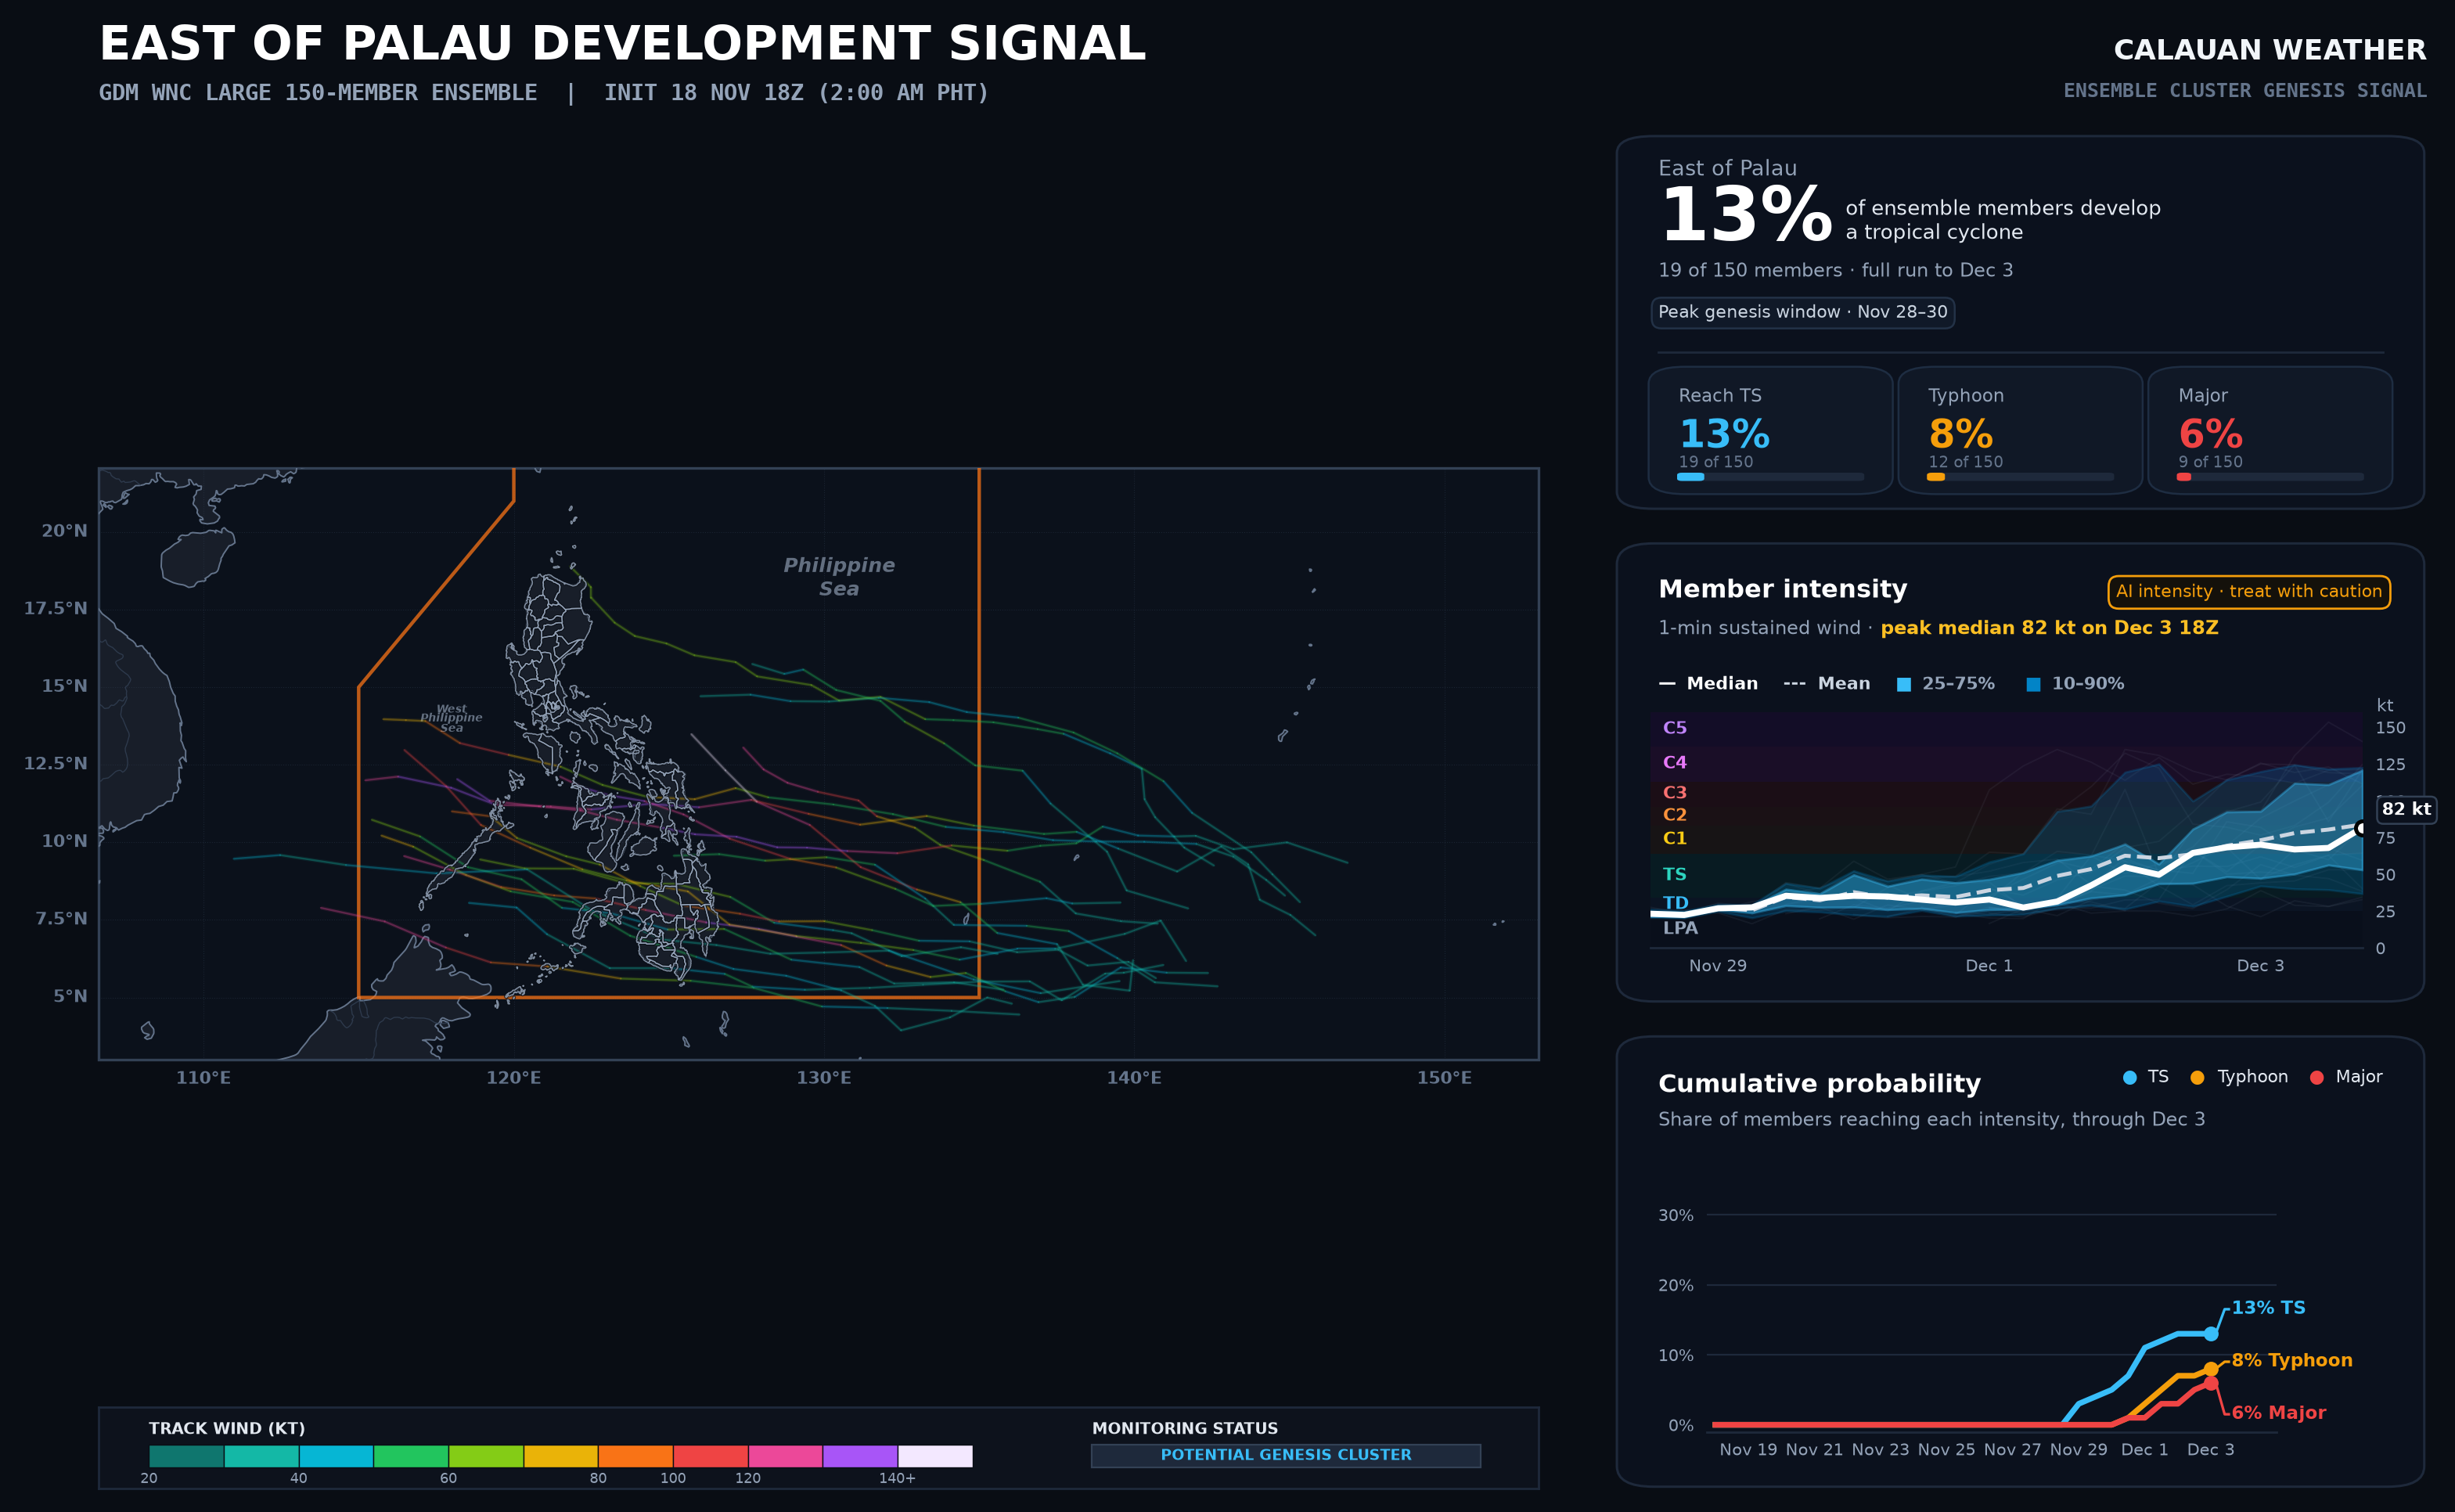 EAST OF PALAU DEVELOPMENT SIGNAL
GDM WNC LARGE 150-MEMBER ENSEMBLE | INIT 18 NOV 18Z (2:00 AM PHT)
CALAUAN WEATHER
ENSEMBLE CLUSTER GENESIS SIGNAL
20°N
17.5°N
15°N
12.5°N
10°N
7.5°N
5°N
110°E
120°E
130°E
140°E
150°E
Philippine
Sea
West
Philippine
Sea
TRACK WIND (KT)
20
40
60
80
100
120
140+
MONITORING STATUS
POTENTIAL GENESIS CLUSTER
East of Palau
13% of ensemble members develop
a tropical cyclone
19 of 150 members · full run to Dec 3
Peak genesis window · Nov 28–30
Reach TS
13%
19 of 150
Typhoon
8%
12 of 150
Major
6%
9 of 150
Member intensity
AI intensity · treat with caution
1-min sustained wind · peak median 82 kt on Dec 3 18Z
Median
Mean
25–75%
10–90%
kt
C5
C4
C3
C2
C1
TS
TD
LPA
150
125
82 kt
75
50
25
0
Nov 29
Dec 1
Dec 3
Cumulative probability
TS
Typhoon
Major
Share of members reaching each intensity, through Dec 3
30%
20%
10%
0%
13% TS
8% Typhoon
6% Major
Nov 19
Nov 21
Nov 23
Nov 25
Nov 27
Nov 29
Dec 1
Dec 3